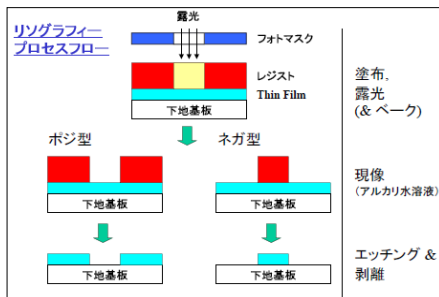 リソグラフィー
プロセスフロー
露光
フォトマスク
レジスト
Thin Film
下地基板
塗布,
露光
(& ベーク)
ポジ型
ネガ型
下地基板
下地基板
現像
(アルカリ水溶液)
下地基板
下地基板
エッチング &
剥離